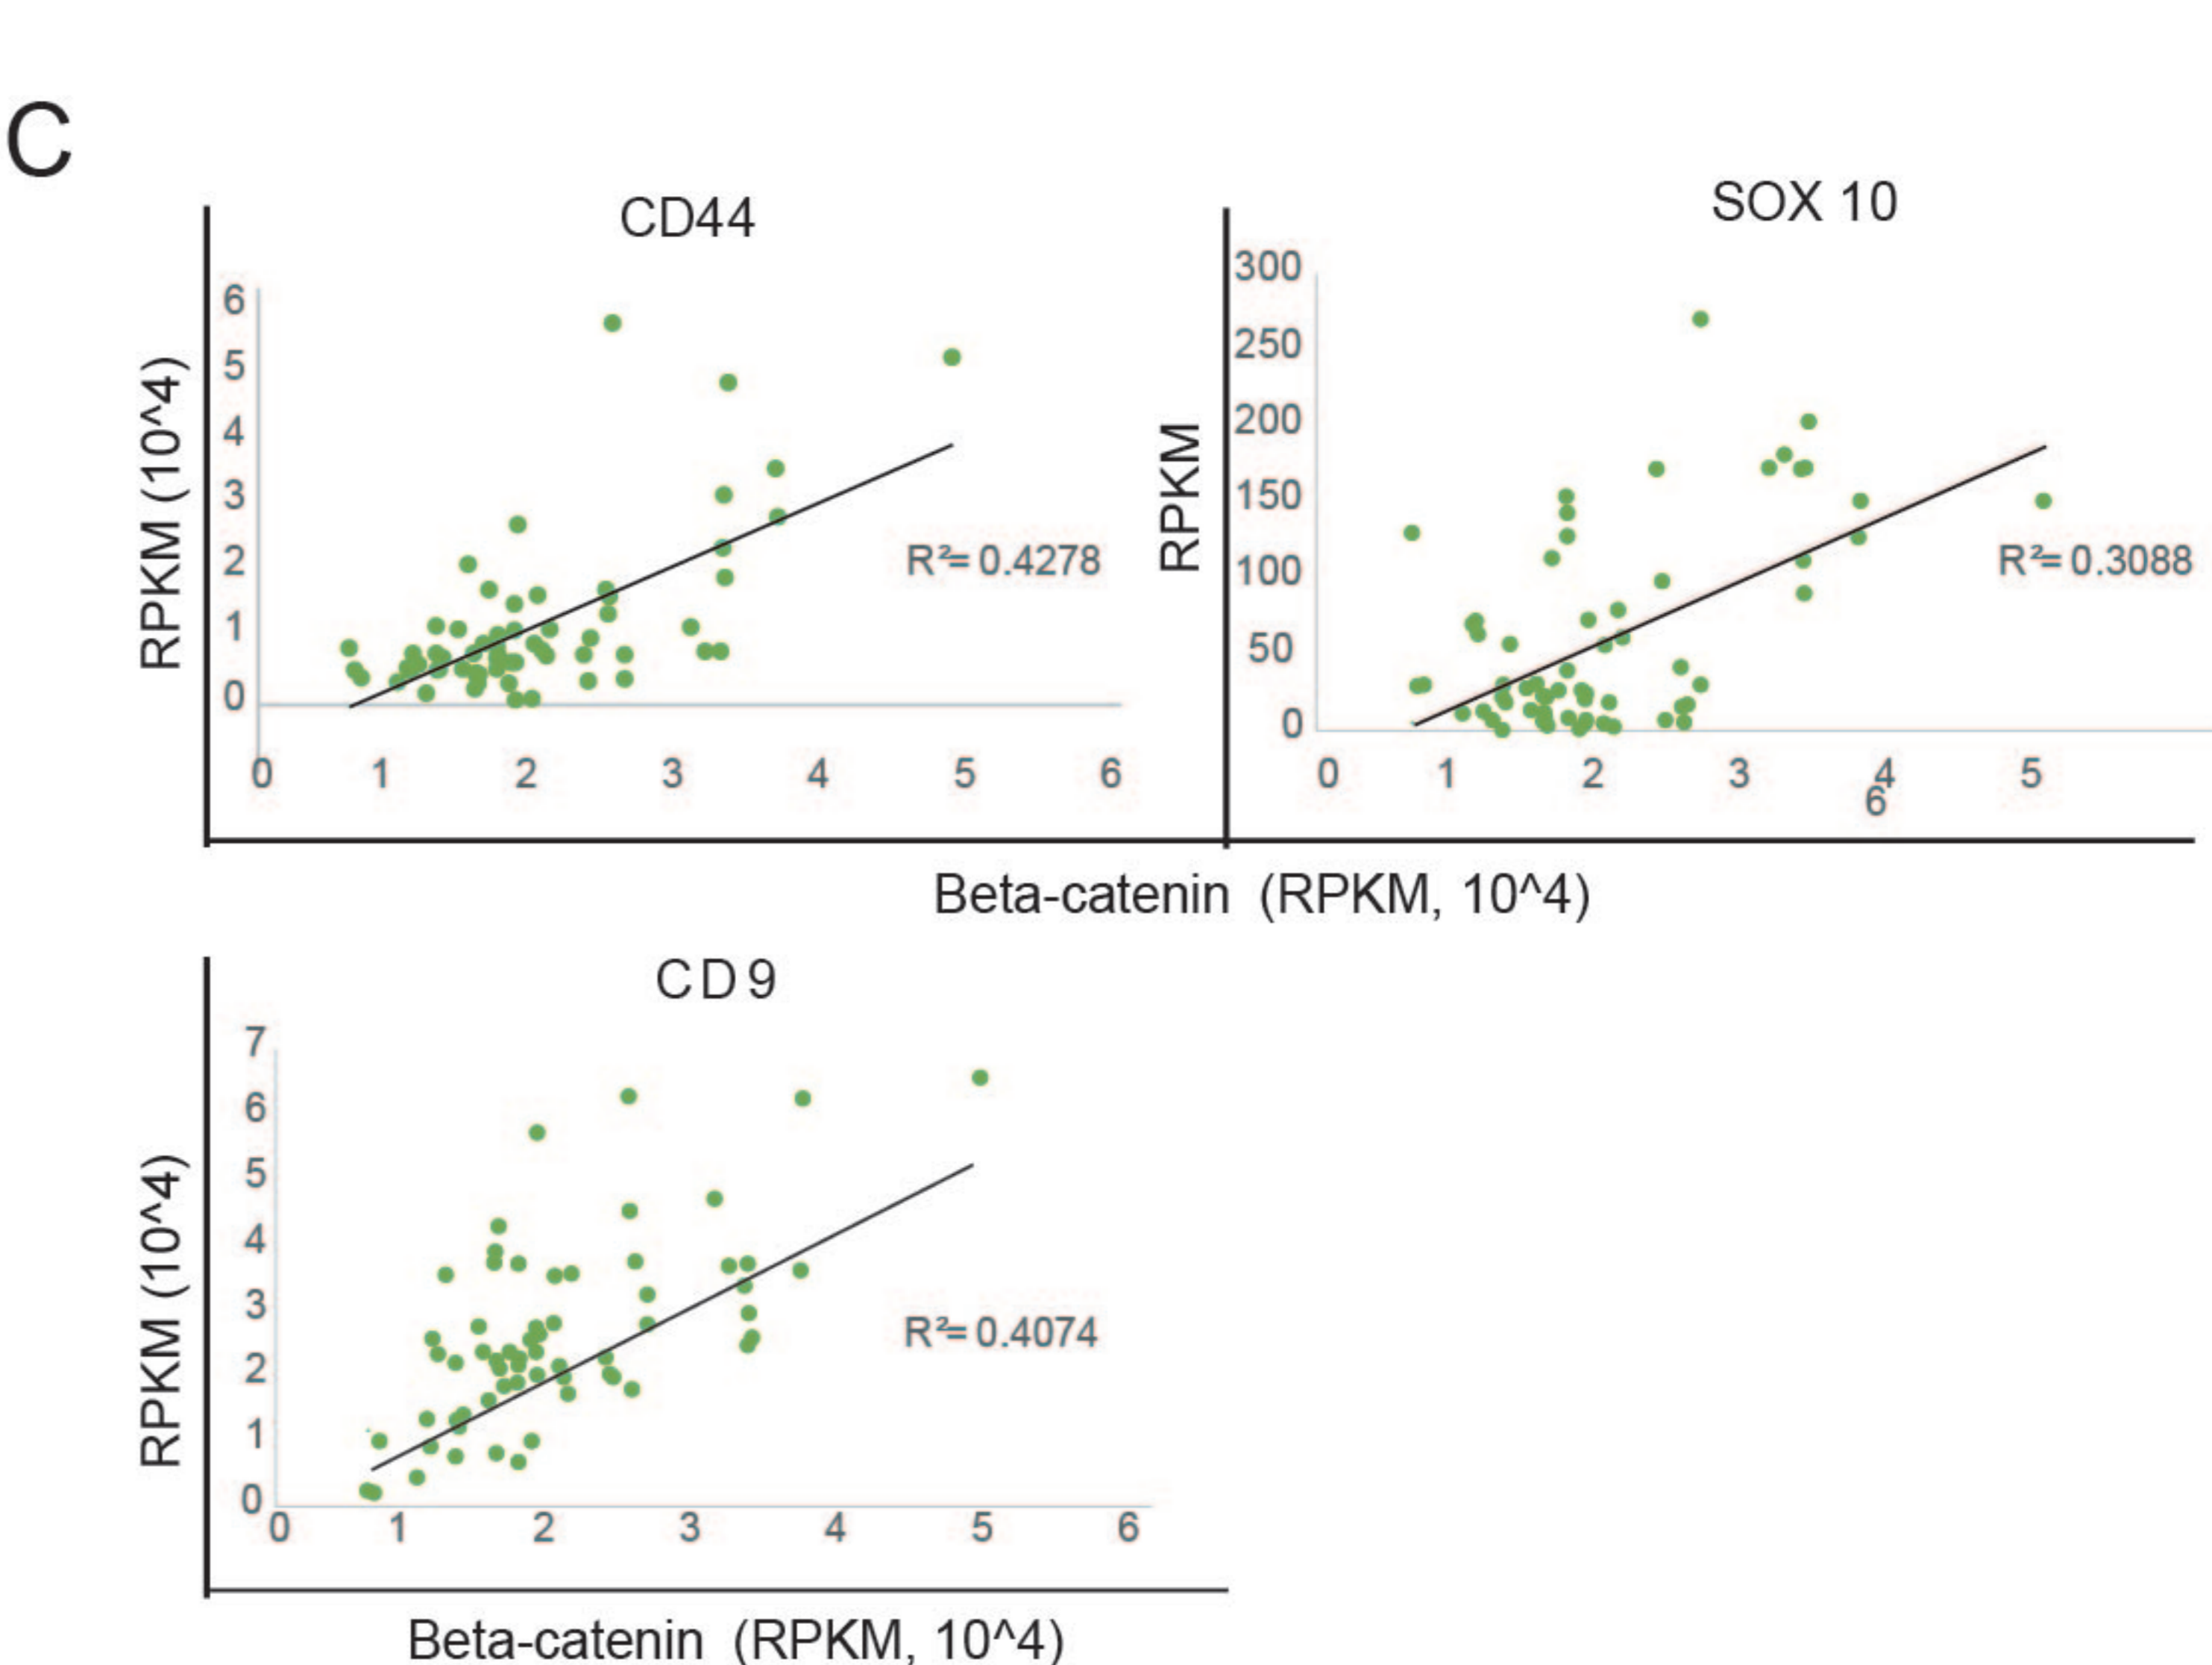 C
CD44
RPKM (10^4)
6
5
4
3
2
1
0
R²= 0.4278
0 1 2 3 4 5 6
SOX 10
RPKM
300
250
200
150
100
50
0
R²= 0.3088
0 1 2 3 4 5
6
Beta-catenin (RPKM, 10^4)
CD9
RPKM (10^4)
7
6
5
4
3
2
1
0
R²= 0.4074
0 1 2 3 4 5 6
Beta-catenin (RPKM, 10^4)